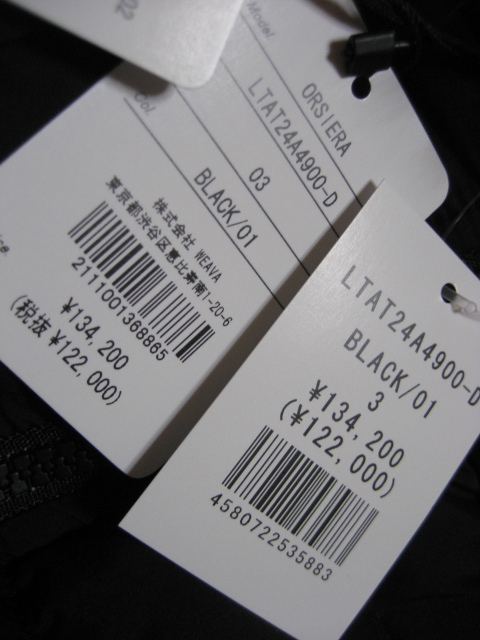 02
Model.
ORSIERA
LTAT24A4900-D
03
Col.
BLACK/01
株式会社 WEAVA
東京都渋谷区恵比寿南1-20-6
2111001368865
¥134,200
(税抜 ¥122,000)
LTAT24A4900-D
BLACK/01
3
¥134,200
(¥122,000)
4580722535883